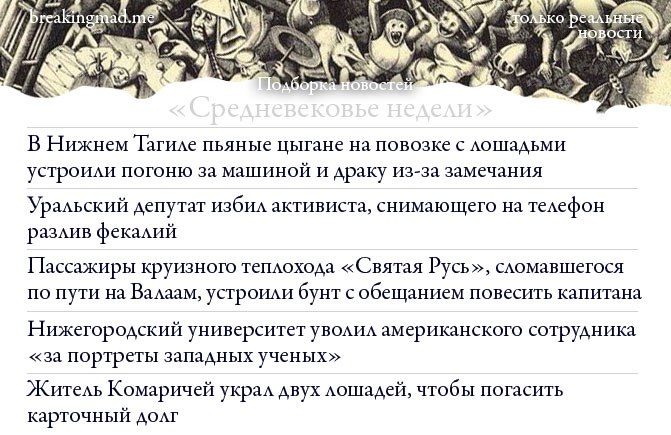 breakingmad.me
только реальные
новости
Подборка новостей
«Средневековье недели»
В Нижнем Тагиле пьяные цыгане на повозке с лошадьми
устроили погоню за машиной и драку из-за замечания
Уральский депутат избил активиста, снимающего на телефон
разлив фекалий
Пассажиры круизного теплохода «Святая Русь», сломавшегося
по пути на Валаам, устроили бунт с обещанием повесить капитана
Нижегородский университет уволил американского сотрудника
«за портреты западных ученых»
Житель Комаричей украл двух лошадей, чтобы погасить
карточный долг